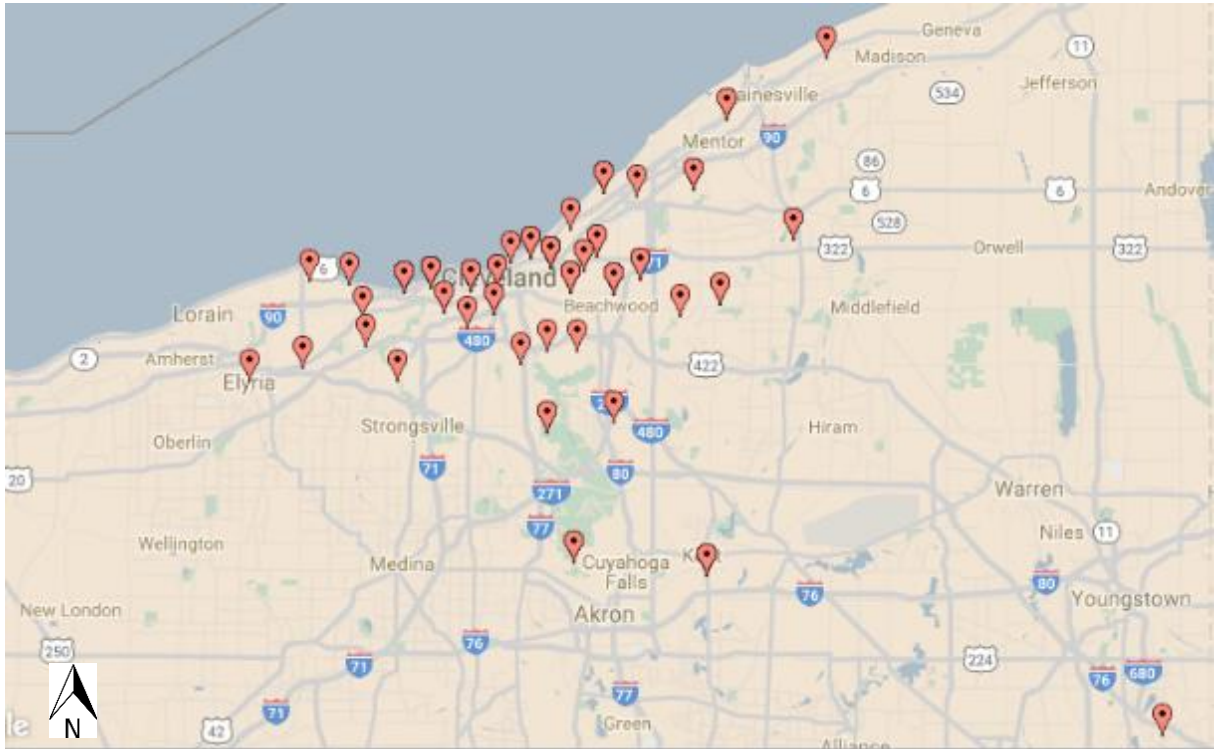 Geneva
11
Madison
Jefferson
534
Mentor
90
86
6
6
Andover
528
322
Orwell
322
6
71
Cleveland
Lorain
90
Beachwood
Middlefield
480
2
Amherst
Elyria
422
Strongsville
Oberlin
480
Hiram
71
80
20
271
Warren
77
Niles
11
Wellington
Medina
Cuyahoga
Falls
80
76
Akron
Youngstown
New London
76
250
71
224
76
680
77
71
Green
42
Alliance
N